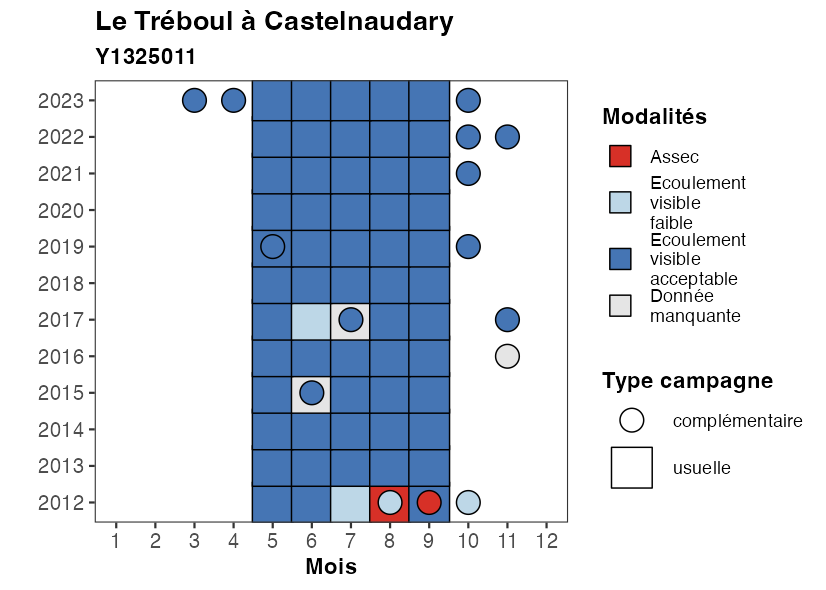 Le Tréboul à Castelnaudary
Y1325011
2023
2022
2021
2020
2019
2018
2017
2016
2015
2014
2013
2012
1 2 3 4 5 6 7 8 9 10 11 12
Mois
Modalités
Assec
Ecoulement
visible
faible
Ecoulement
visible
acceptable
Donnée
manquante
Type campagne
complémentaire
usuelle